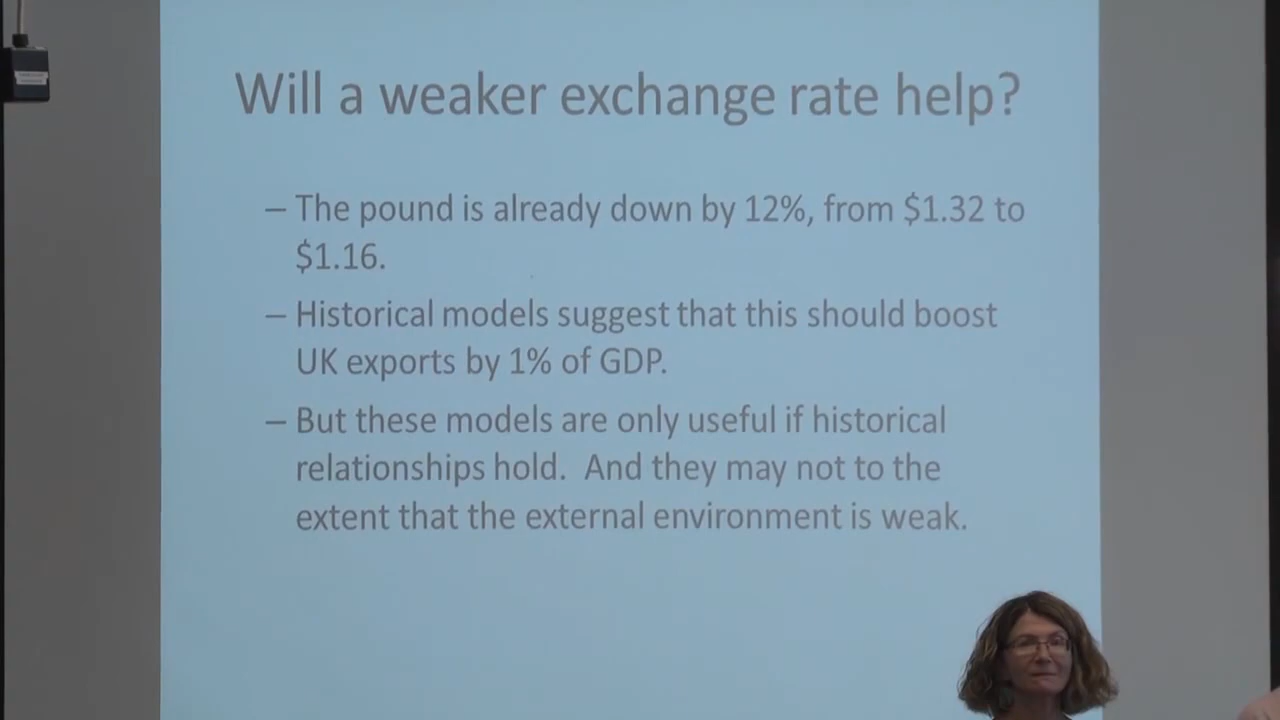 Will a weaker exchange rate help?
– The pound is already down by 12%, from $1.32 to
$1.16.
– Historical models suggest that this should boost
UK exports by 1% of GDP.
– But these models are only useful if historical
relationships hold.  And they may not to the
extent that the external environment is weak.